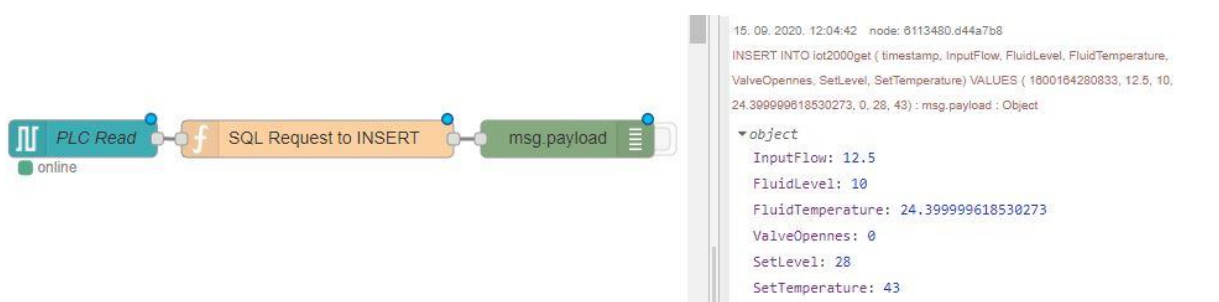 PLC Read
online
f
SQL Request to INSERT
msg.payload
15. 09. 2020. 12:04:42 node: 6113480.d44a7b8
INSERT INTO iot2000get ( timestamp, InputFlow, FluidLevel, FluidTemperature,
ValveOpennes, SetLevel, SetTemperature) VALUES ( 1600164280833, 12.5, 10,
24.399999618530273, 0, 28, 43) : msg.payload : Object
object
InputFlow: 12.5
FluidLevel: 10
FluidTemperature: 24.399999618530273
ValveOpennes: 0
SetLevel: 28
SetTemperature: 43